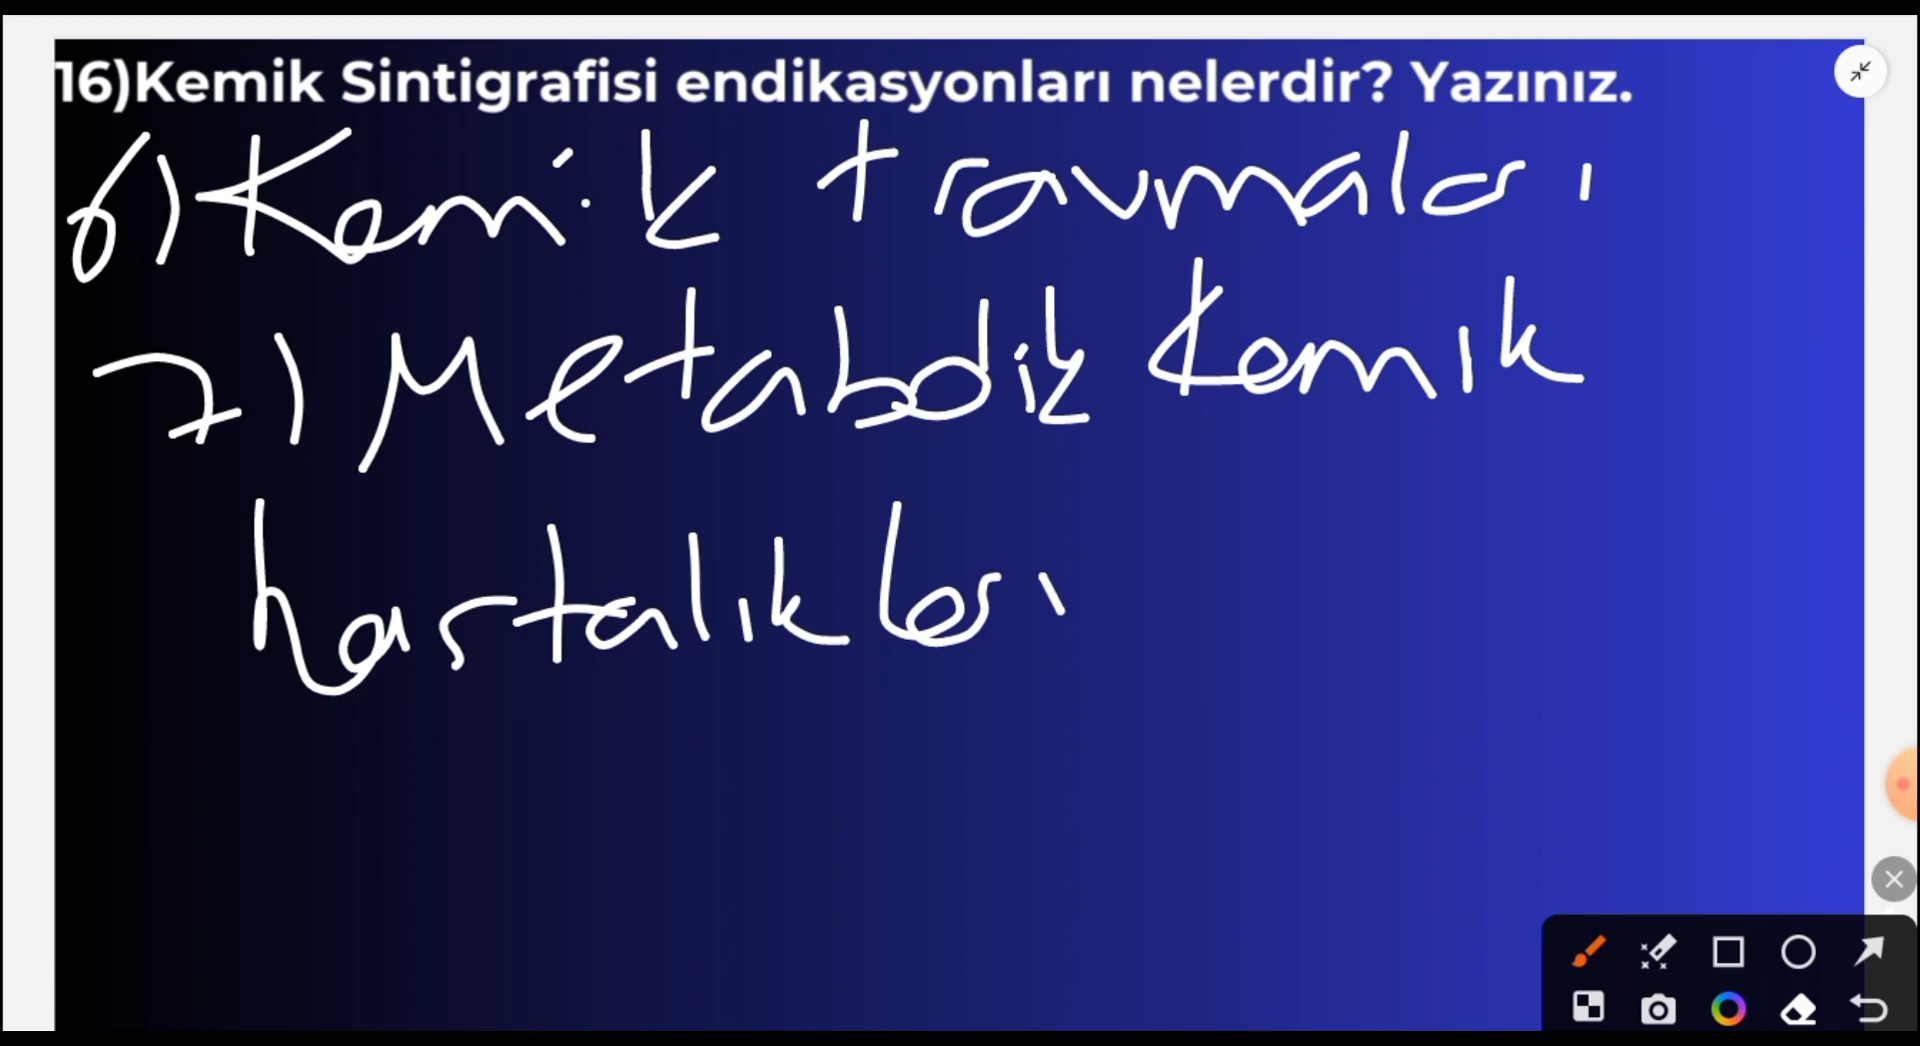 16)Kemik Sintigrafisi endikasyonları nelerdir? Yazınız.
6) Kemik travmaları
7) Metabolik kemik
hastalıkları